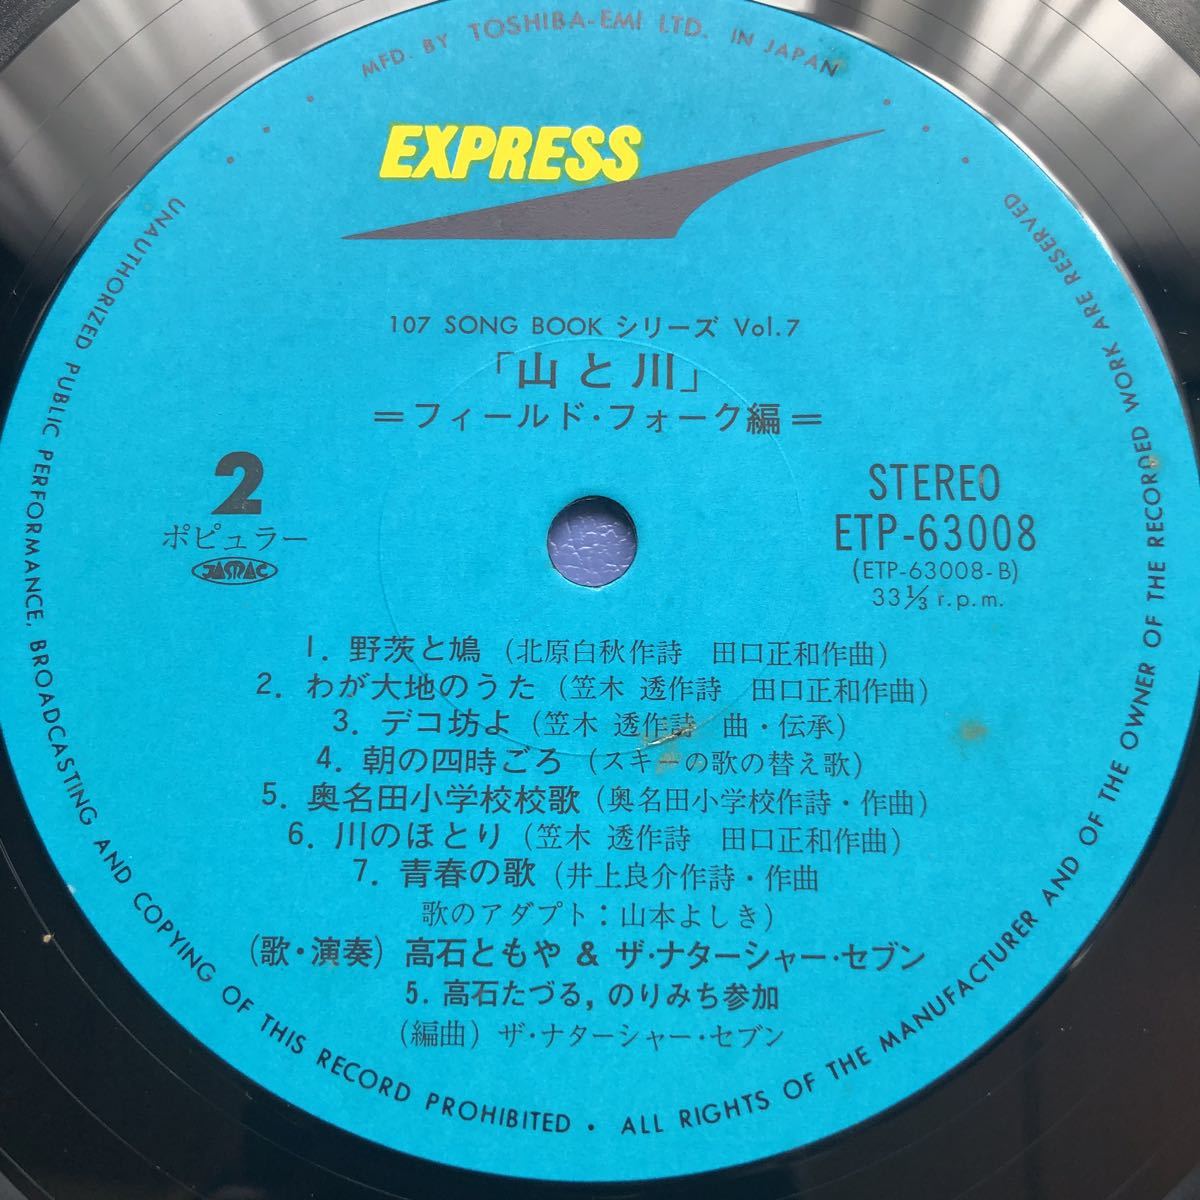 MFD. BY TOSHIBA-EMI LTD. IN JAPAN
EXPRESS
107 SONG BOOK シリーズ Vol.7
「山と川」
=フィールド・フォーク編=
2
ポピュラー
JASRAC
STEREO
ETP-63008
(ETP-63008-B)
33⅓ r.p.m.
1. 野茨と鳩 (北原白秋作詩 田口正和作曲)
2. わが大地のうた (笠木 透作詩 田口正和作曲)
3. デコ坊よ (笠木 透作詩 曲・伝承)
4. 朝の四時ごろ (スキーの歌の替え歌)
5. 奥名田小学校校歌 (奥名田小学校作詩・作曲)
6. 川のほとり (笠木 透作詩 田口正和作曲)
7. 青春の歌 (井上良介作詩・作曲
歌のアダプト:山本よしき)
(歌・演奏) 高石ともや & ザ・ナターシャー・セブン
5. 高石たづる, のりみち参加
(編曲) ザ・ナターシャー・セブン
UNAUTHORIZED PUBLIC PERFORMANCE, BROADCASTING AND COPYING OF THIS RECORD PROHIBITED • ALL RIGHTS OF THE MANUFACTURER AND OF THE OWNER OF THE RECORDED WORK ARE RESERVED